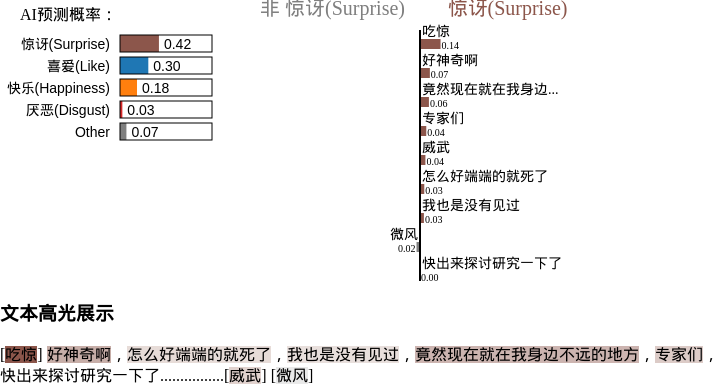 AI预测概率：
惊讶(Surprise) 0.42
喜爱(Like) 0.30
快乐(Happiness) 0.18
厌恶(Disgust) 0.03
Other 0.07
非 惊讶(Surprise) 惊讶(Surprise)
吃惊
0.14
好神奇啊
0.07
竟然现在就在我身边...
0.06
专家们
0.04
威武
0.04
怎么好端端的就死了
0.03
我也是没有见过
0.03
微风
0.02
快出来探讨研究一下了
0.00
文本高光展示
[吃惊] 好神奇啊，怎么好端端的就死了，我也是没有见过，竟然现在就在我身边不远的地方，专家们，
快出来探讨研究一下了................[威武] [微风]